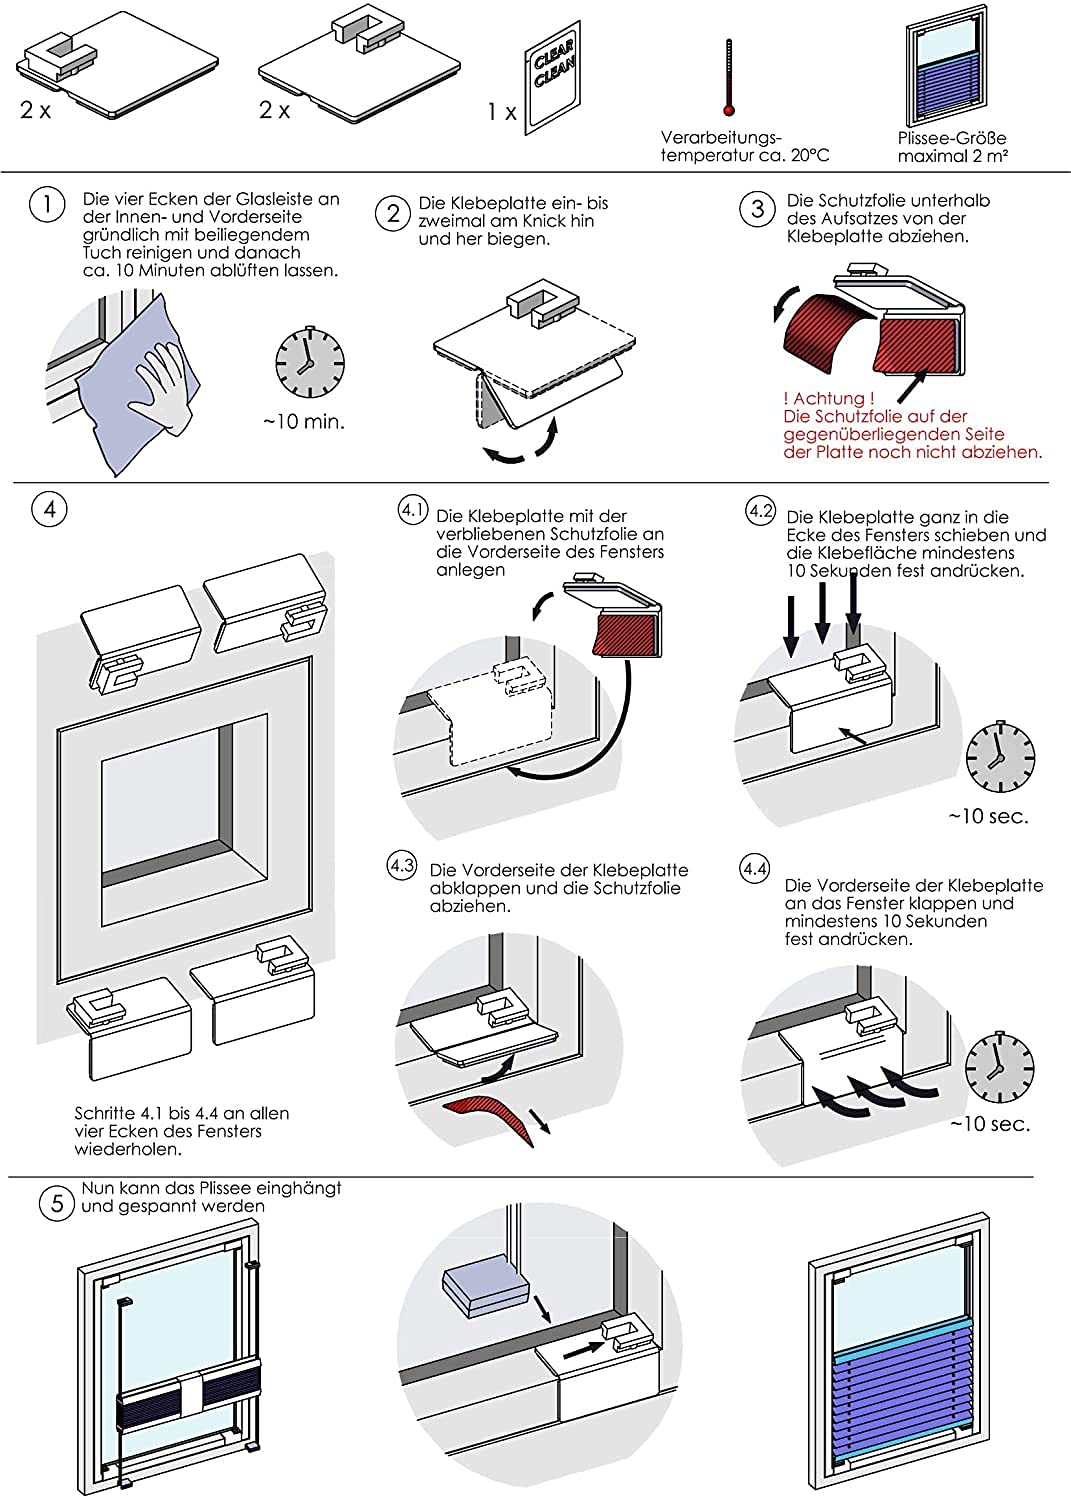 2 x
2 x
1 x
CLEAR
CLEAN
Verarbeitungs-
temperatur ca. 20°C
Plissee-Größe
maximal 2 m²
1
Die vier Ecken der Glasleiste an
der Innen- und Vorderseite
gründlich mit beiliegendem
Tuch reinigen und danach
ca. 10 Minuten ablüften lassen.
~10 min.
2
Die Klebeplatte ein- bis
zweimal am Knick hin
und her biegen.
3
Die Schutzfolie unterhalb
des Aufsatzes von der
Klebeplatte abziehen.
! Achtung !
Die Schutzfolie auf der
gegenüberliegenden Seite
der Platte noch nicht abziehen.
4
Schritte 4.1 bis 4.4 an allen
vier Ecken des Fensters
wiederholen.
4.1
Die Klebeplatte mit der
verbliebenen Schutzfolie an
die Vorderseite des Fensters
anlegen
4.2
Die Klebeplatte ganz in die
Ecke des Fensters schieben und
die Klebefläche mindestens
10 Sekunden fest andrücken.
~10 sec.
4.3
Die Vorderseite der Klebeplatte
abklappen und die Schutzfolie
abziehen.
4.4
Die Vorderseite der Klebeplatte
an das Fenster klappen und
mindestens 10 Sekunden
fest andrücken.
~10 sec.
5
Nun kann das Plissee einghängt
und gespannt werden